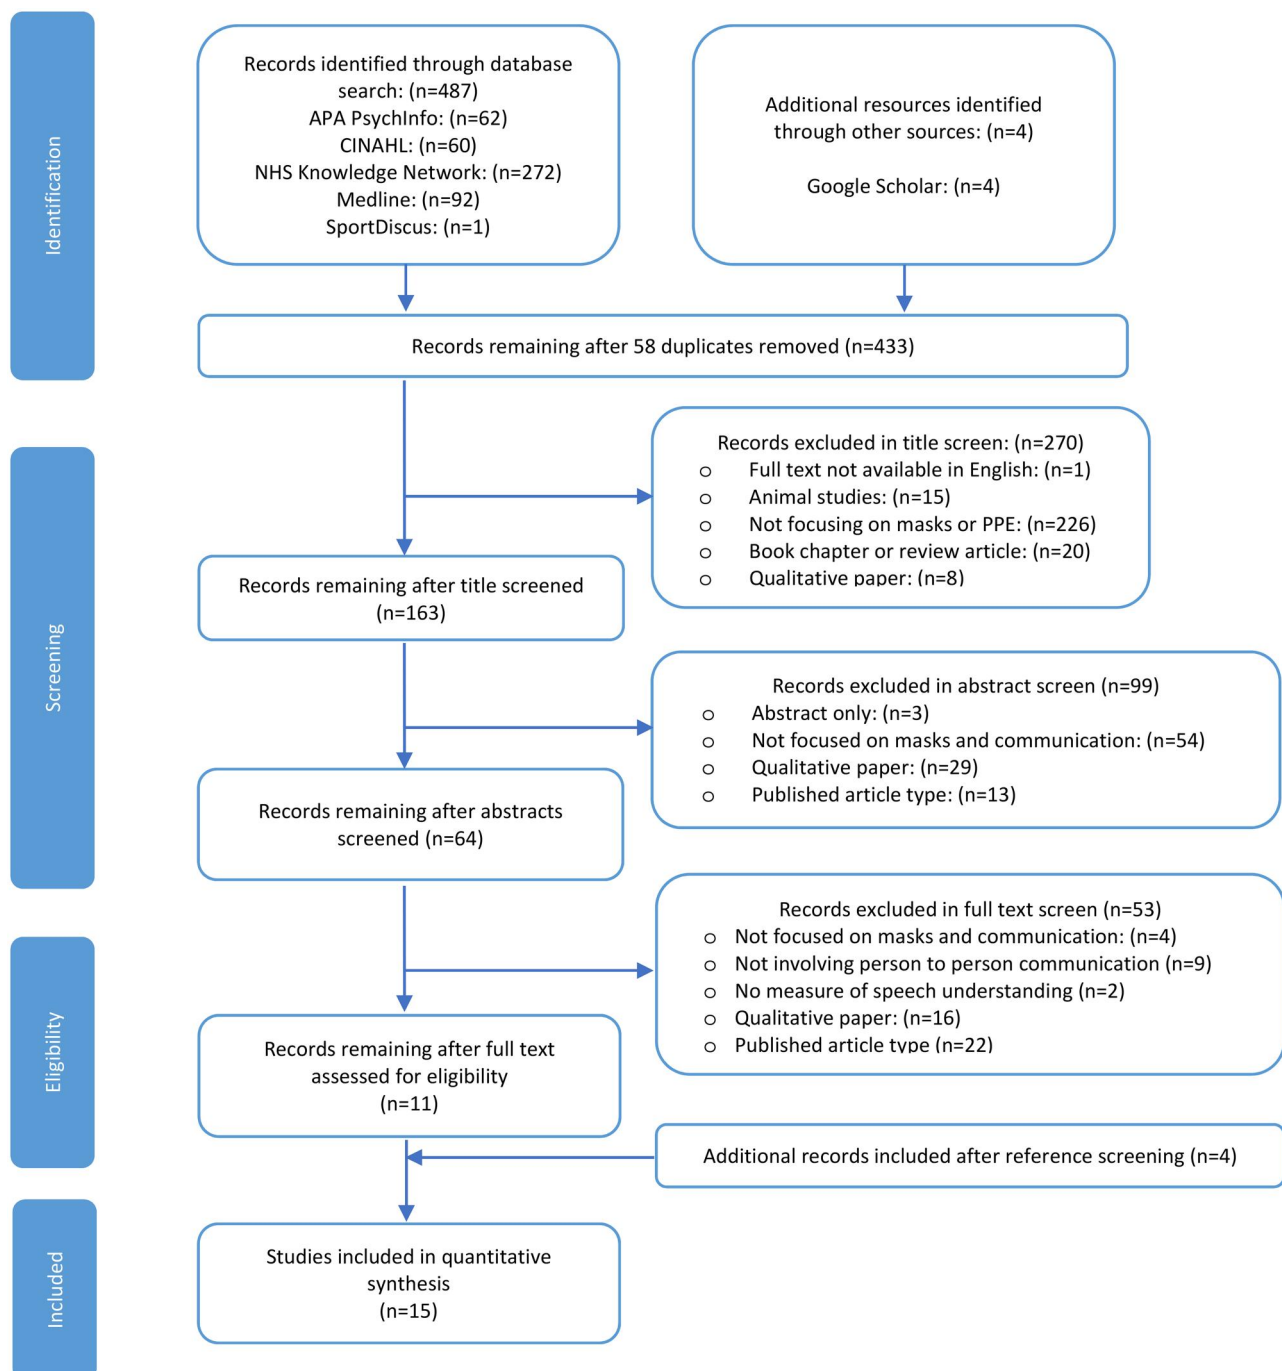 Identification
Records identified through database
search: (n=487)
APA PsychInfo: (n=62)
CINAHL: (n=60)
NHS Knowledge Network: (n=272)
Medline: (n=92)
SportDiscus: (n=1)
Additional resources identified
through other sources: (n=4)
Google Scholar: (n=4)
Records remaining after 58 duplicates removed (n=433)
Screening
Records excluded in title screen: (n=270)
o Full text not available in English: (n=1)
o Animal studies: (n=15)
o Not focusing on masks or PPE: (n=226)
o Book chapter or review article: (n=20)
o Qualitative paper: (n=8)
Records remaining after title screened
(n=163)
Records excluded in abstract screen (n=99)
o Abstract only: (n=3)
o Not focused on masks and communication: (n=54)
o Qualitative paper: (n=29)
o Published article type: (n=13)
Records remaining after abstracts
screened (n=64)
Eligibility
Records excluded in full text screen (n=53)
o Not focused on masks and communication: (n=4)
o Not involving person to person communication (n=9)
o No measure of speech understanding (n=2)
o Qualitative paper: (n=16)
o Published article type (n=22)
Records remaining after full text
assessed for eligibility
(n=11)
Additional records included after reference screening (n=4)
Included
Studies included in quantitative
synthesis
(n=15)